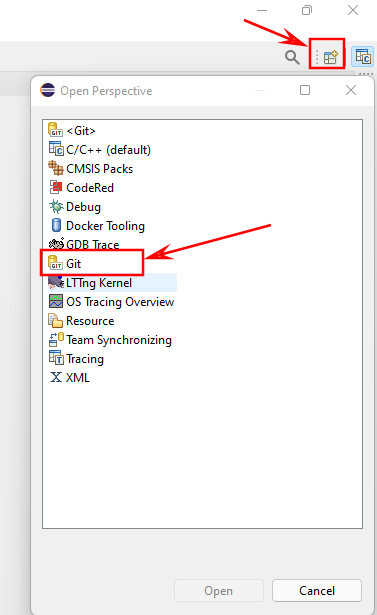 Open Perspective
<Git>
C/C++ (default)
CMSIS Packs
CodeRed
Debug
Docker Tooling
GDB Trace
Git
LTTng Kernel
OS Tracing Overview
Resource
Team Synchronizing
Tracing
XML
Open
Cancel